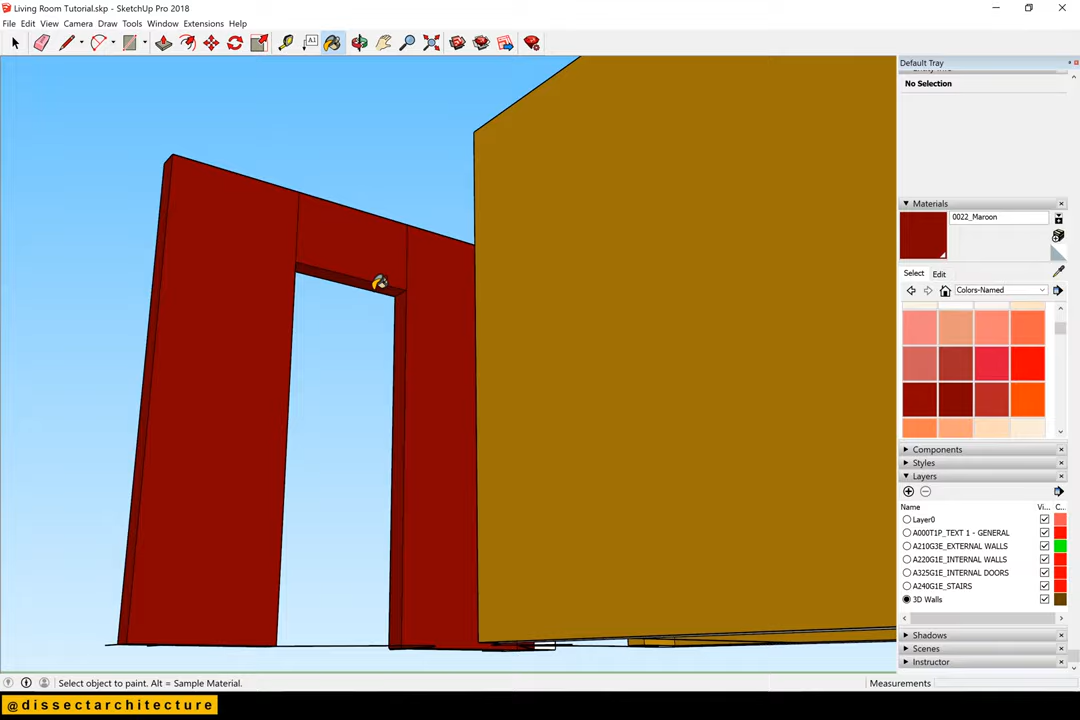 Living Room Tutorial.skp - SketchUp Pro 2018
File Edit View Camera Draw Tools Window Extensions Help
A1
Default Tray
No Selection
Materials
0022_Maroon
Select Edit
Colors-Named
Components
Styles
Layers
Name Vi... C...
Layer0
A000T1P_TEXT 1 - GENERAL
A210G3E_EXTERNAL WALLS
A220G1E_INTERNAL WALLS
A325G1E_INTERNAL DOORS
A240G1E_STAIRS
3D Walls
Shadows
Scenes
Instructor
Select object to paint. Alt = Sample Material.
Measurements
@dissectarchitecture